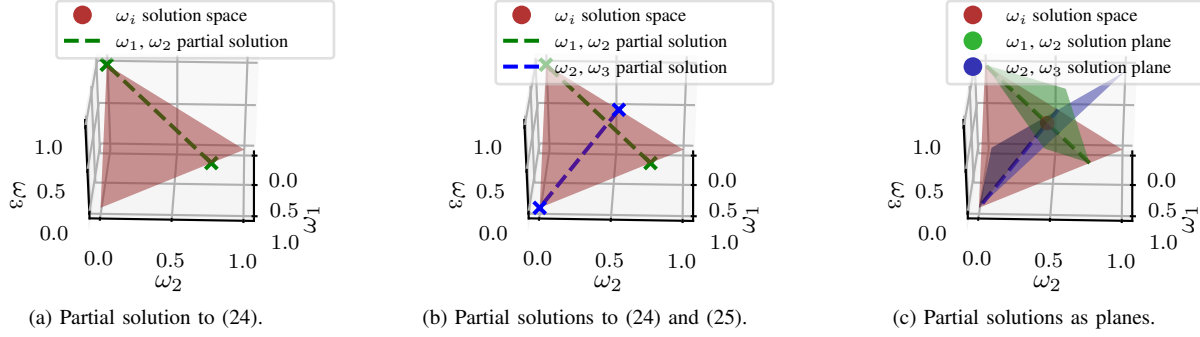 ω_i solution space
ω_1, ω_2 partial solution
1.0
0.5
0.0
ω_3
0.0
0.5
1.0
ω_2
0.0
0.5
1.0
ω_1
(a) Partial solution to (24).
ω_i solution space
ω_1, ω_2 partial solution
ω_2, ω_3 partial solution
1.0
0.5
0.0
ω_3
0.0
0.5
1.0
ω_2
0.0
0.5
1.0
ω_1
(b) Partial solutions to (24) and (25).
ω_i solution space
ω_1, ω_2 solution plane
ω_2, ω_3 solution plane
1.0
0.5
0.0
ω_3
0.0
0.5
1.0
ω_2
0.0
0.5
1.0
ω_1
(c) Partial solutions as planes.